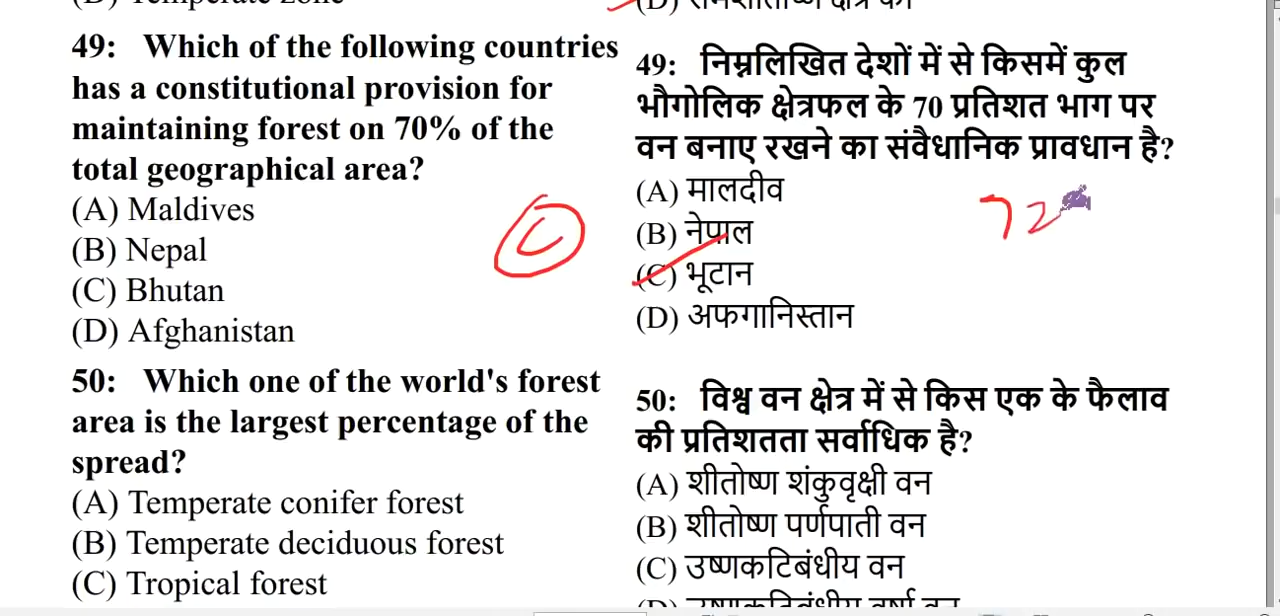 49: Which of the following countries
has a constitutional provision for
maintaining forest on 70% of the
total geographical area?
(A) Maldives
(B) Nepal
(C) Bhutan
(D) Afghanistan
50: Which one of the world's forest
area is the largest percentage of the
spread?
(A) Temperate conifer forest
(B) Temperate deciduous forest
(C) Tropical forest
49: निम्नलिखित देशों में से किसमें कुल
भौगोलिक क्षेत्रफल के 70 प्रतिशत भाग पर
वन बनाए रखने का संवैधानिक प्रावधान है?
(A) मालदीव
(B) नेपाल
(C) भूटान
(D) अफगानिस्तान
50: विश्व वन क्षेत्र में से किस एक के फैलाव
की प्रतिशतता सर्वाधिक है?
(A) शीतोष्ण शंकुवृक्षी वन
(B) शीतोष्ण पर्णपाती वन
(C) उष्णकटिबंधीय वन
C
72